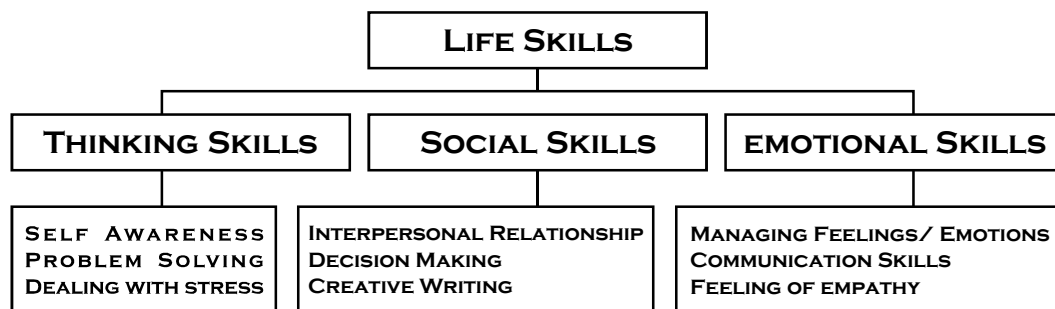 LIFE SKILLS
THINKING SKILLS
SOCIAL SKILLS
EMOTIONAL SKILLS
SELF AWARENESS
PROBLEM SOLVING
DEALING WITH STRESS
INTERPERSONAL RELATIONSHIP
DECISION MAKING
CREATIVE WRITING
MANAGING FEELINGS/ EMOTIONS
COMMUNICATION SKILLS
FEELING OF EMPATHY